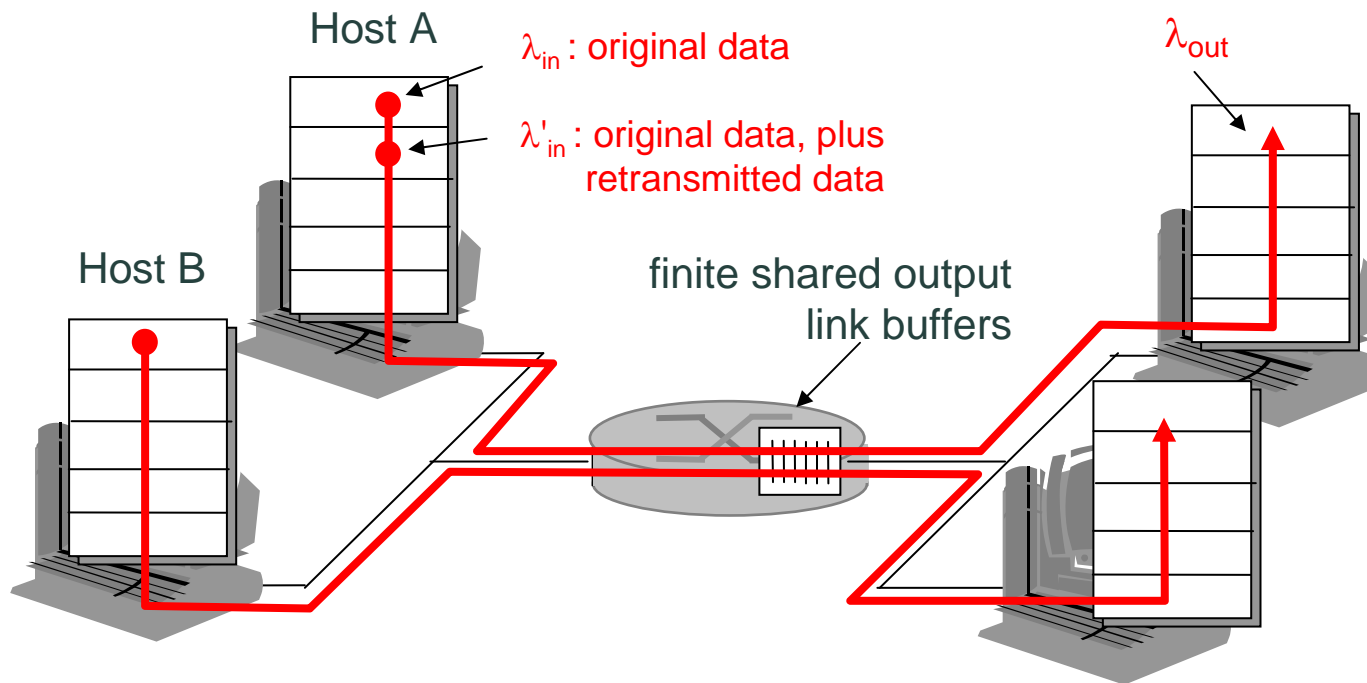 Host A
λin : original data
λ'in : original data, plus
retransmitted data
λout
Host B
finite shared output
link buffers